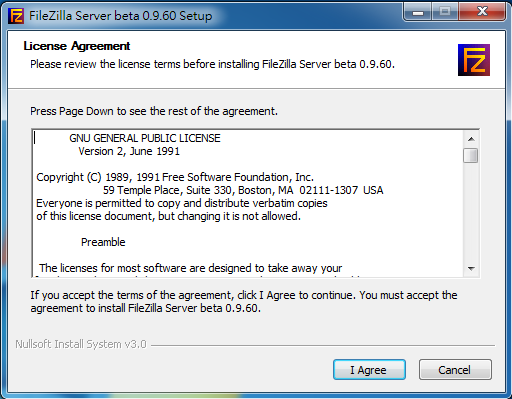 FileZilla Server beta 0.9.60 Setup
License Agreement
Please review the license terms before installing FileZilla Server beta 0.9.60.
FZ
Press Page Down to see the rest of the agreement.
GNU GENERAL PUBLIC LICENSE
Version 2, June 1991
Copyright (C) 1989, 1991 Free Software Foundation, Inc.
59 Temple Place, Suite 330, Boston, MA 02111-1307 USA
Everyone is permitted to copy and distribute verbatim copies
of this license document, but changing it is not allowed.
Preamble
The licenses for most software are designed to take away your
If you accept the terms of the agreement, click I Agree to continue. You must accept the
agreement to install FileZilla Server beta 0.9.60.
Nullsoft Install System v3.0
I Agree
Cancel